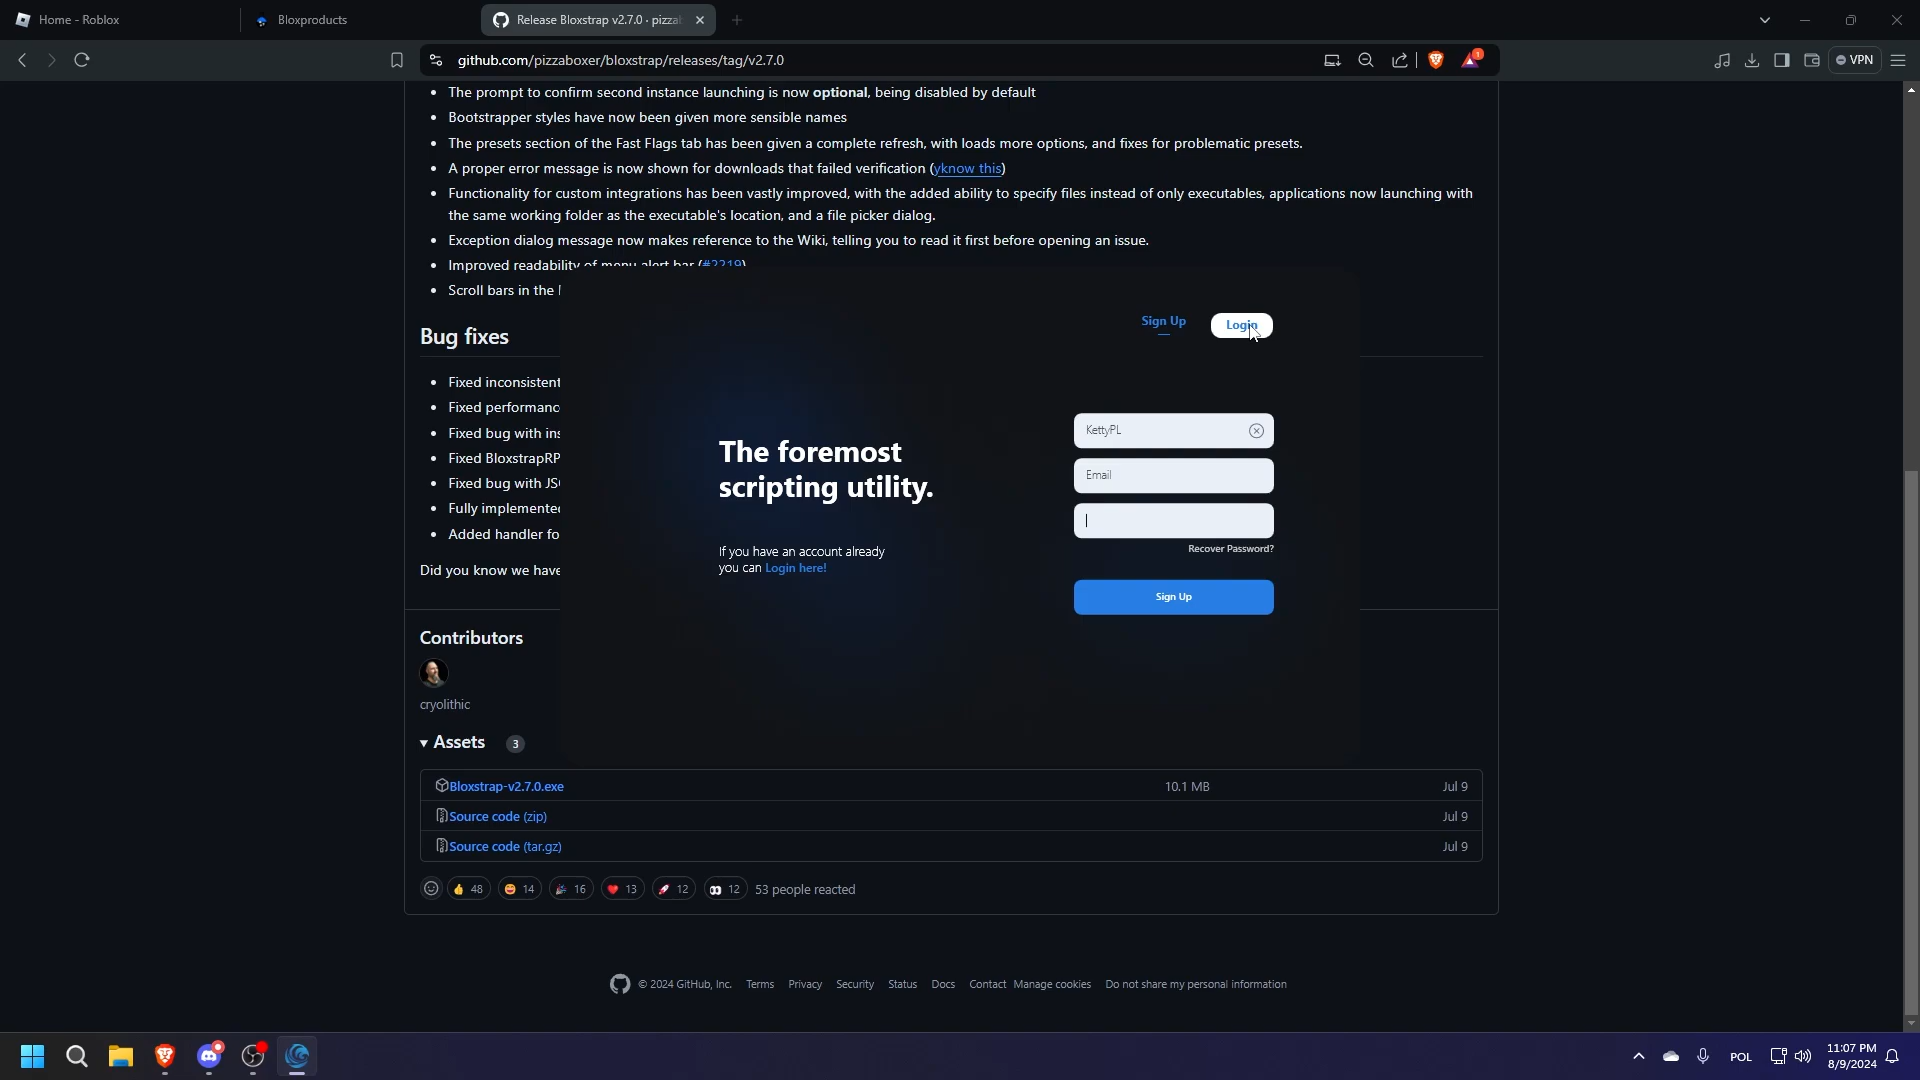 Home - Roblox
Bloxproducts
Release Bloxstrap v2.7.0 · pizza
github.com/pizzaboxer/bloxstrap/releases/tag/v2.7.0
1
VPN
The prompt to confirm second instance launching is now optional, being disabled by default
Bootstrapper styles have now been given more sensible names
The presets section of the Fast Flags tab has been given a complete refresh, with loads more options, and fixes for problematic presets.
A proper error message is now shown for downloads that failed verification (yknow this)
Functionality for custom integrations has been vastly improved, with the added ability to specify files instead of only executables, applications now launching with
the same working folder as the executable's location, and a file picker dialog.
Exception dialog message now makes reference to the Wiki, telling you to read it first before opening an issue.
Improved readability of menu alert bar (#2219)
Scroll bars in the
Sign Up
Login
Bug fixes
Fixed inconsistent
Fixed performanc
Fixed bug with ins
Fixed BloxstrapRP
Fixed bug with JS
Fully implemente
Added handler fo
Did you know we have
The foremost
scripting utility.
If you have an account already
you can Login here!
KettyPL
Email
Recover Password?
Sign Up
Contributors
cryolithic
Assets 3
Bloxstrap-v2.7.0.exe 10.1 MB Jul 9
Source code (zip) Jul 9
Source code (tar.gz) Jul 9
48 14 16 13 12 12 53 people reacted
© 2024 GitHub, Inc. Terms Privacy Security Status Docs Contact Manage cookies Do not share my personal information
POL
11:07 PM
8/9/2024